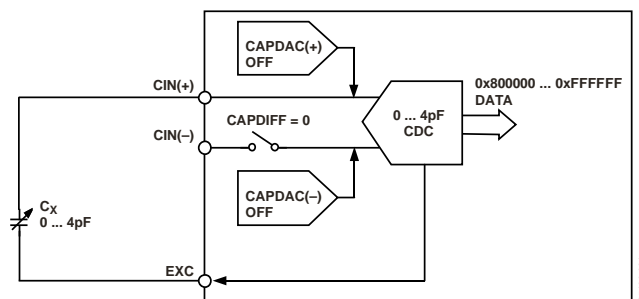 CAPDAC(+)
OFF
CIN(+)
0x800000 ... 0xFFFFFF
DATA
CIN(–)
CAPDIFF = 0
0 ... 4pF
CDC
CAPDAC(–)
OFF
CX
0 ... 4pF
EXC